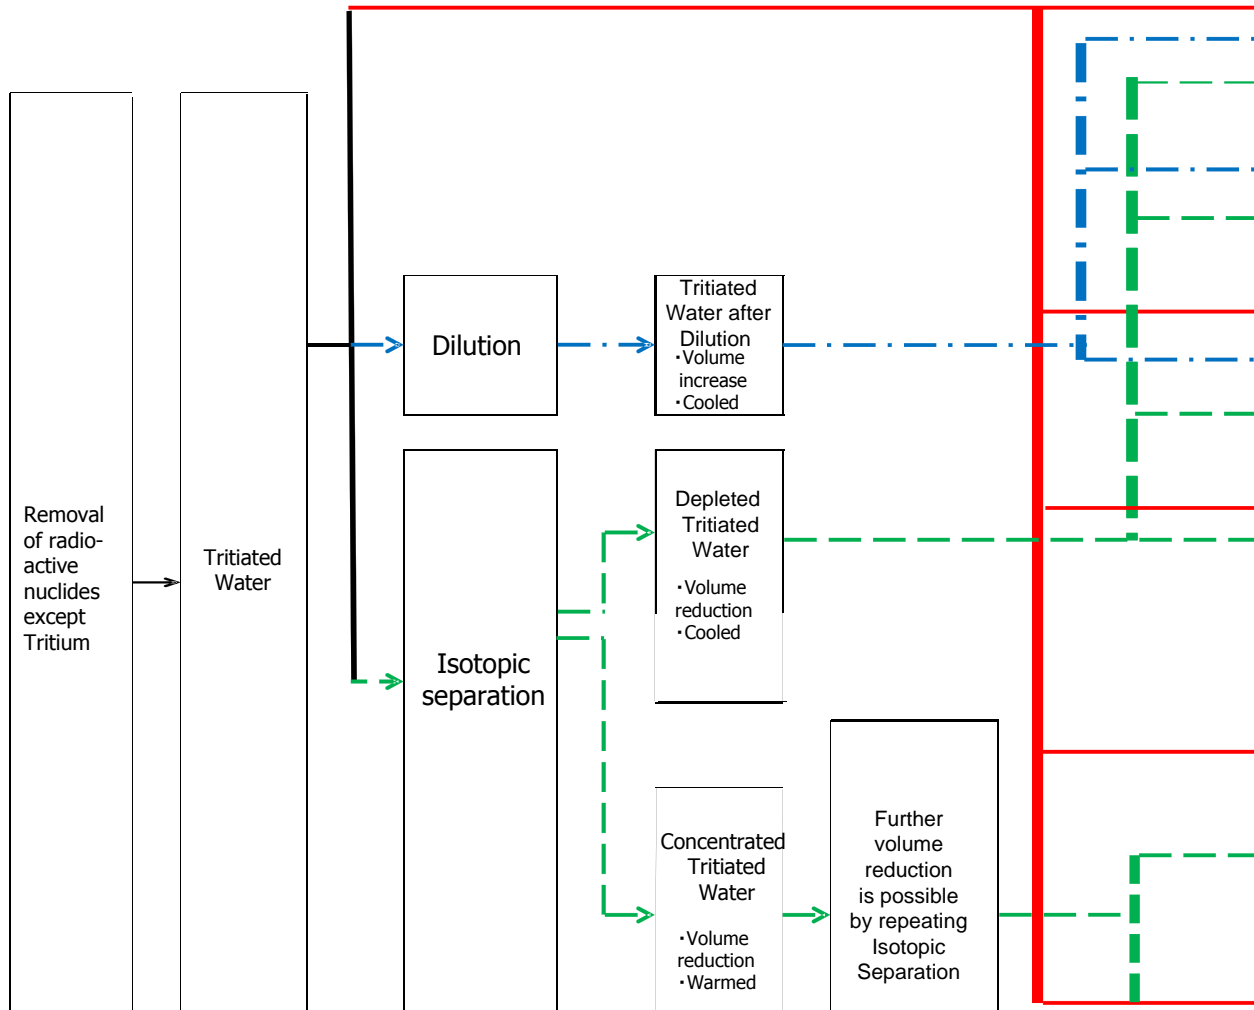 Removal
of radio-
active
nuclides
except
Tritium
Tritiated
Water
Dilution
Tritiated
Water after
Dilution
・Volume
increase
・Cooled
Isotopic
separation
Depleted
Tritiated
Water
・Volume
reduction
・Cooled
Concentrated
Tritiated
Water
・Volume
reduction
・Warmed
Further
volume
reduction
is possible
by repeating
Isotopic
Separation